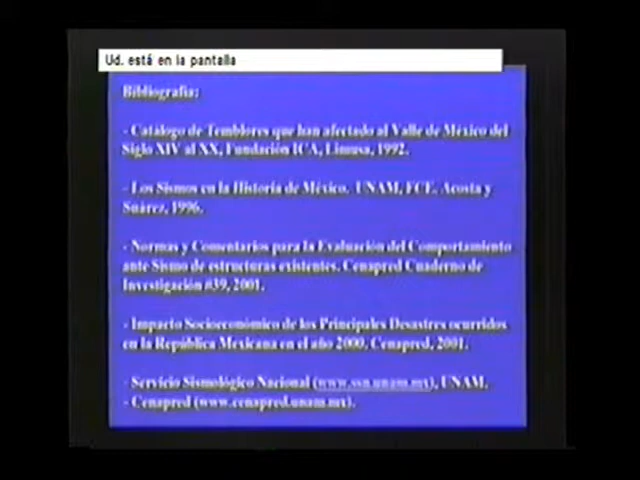 Ud. está en la pantalla
Bibliografía:
- Catálogo de Temblores que han afectado al Valle de México del
Siglo XIV al XX, Fundación ICA, Limusa, 1992.
- Los Sismos en la Historia de México. UNAM, FCE. Acosta y
Suárez, 1996.
- Normas y Comentarios para la Evaluación del Comportamiento
ante Sismo de estructuras existentes. Cenapred Cuaderno de
Investigación #39, 2001.
- Impacto Socioeconómico de los Principales Desastres ocurridos
en la República Mexicana en el año 2000. Cenapred, 2001.
- Servicio Sismológico Nacional (www.ssn.unam.mx), UNAM.
- Cenapred (www.cenapred.unam.mx).